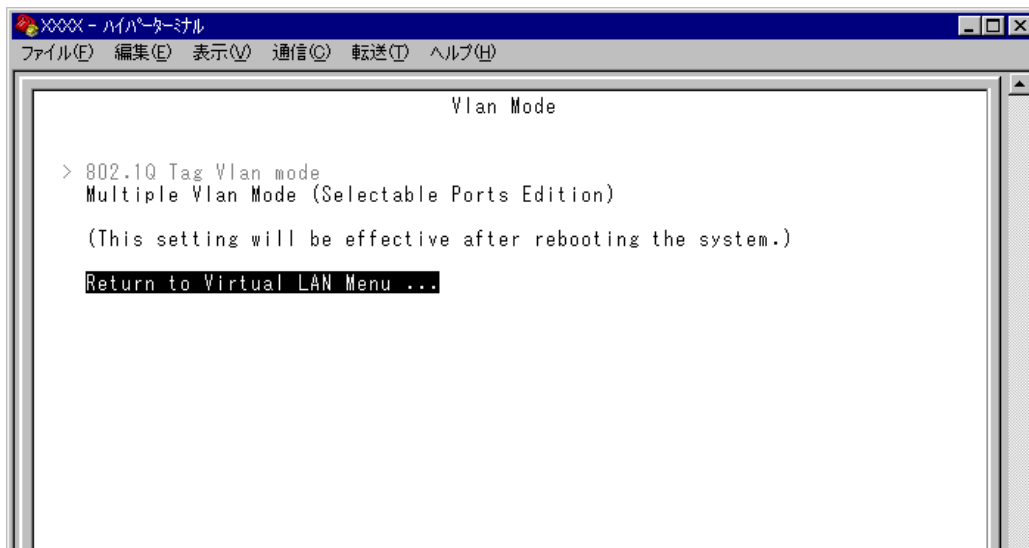 XXXX - ハイパーターミナル
ファイル(F) 編集(E) 表示(V) 通信(C) 転送(T) ヘルプ(H)
Vlan Mode
> 802.1Q Tag Vlan mode
Multiple Vlan Mode (Selectable Ports Edition)
(This setting will be effective after rebooting the system.)
Return to Virtual LAN Menu ...